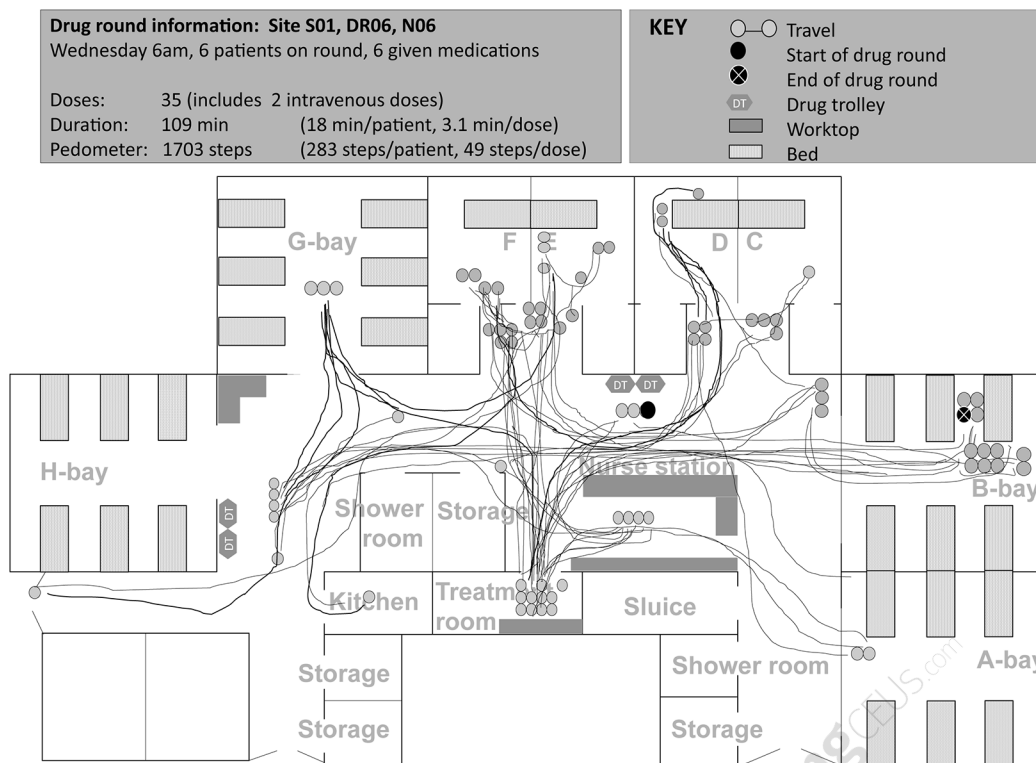 Drug round information: Site S01, DR06, N06
Wednesday 6am, 6 patients on round, 6 given medications
Doses: 35 (includes 2 intravenous doses)
Duration: 109 min (18 min/patient, 3.1 min/dose)
Pedometer: 1703 steps (283 steps/patient, 49 steps/dose)
KEY
Travel
Start of drug round
End of drug round
DT Drug trolley
Worktop
Bed
G-bay
F E
D C
DT DT
H-bay
Nurse station
B-bay
DT
DT
Shower
room
Storage
Kitchen
Treatment
room
Sluice
Storage
Shower room
A-bay
Storage
Storage
ngCEUS.com